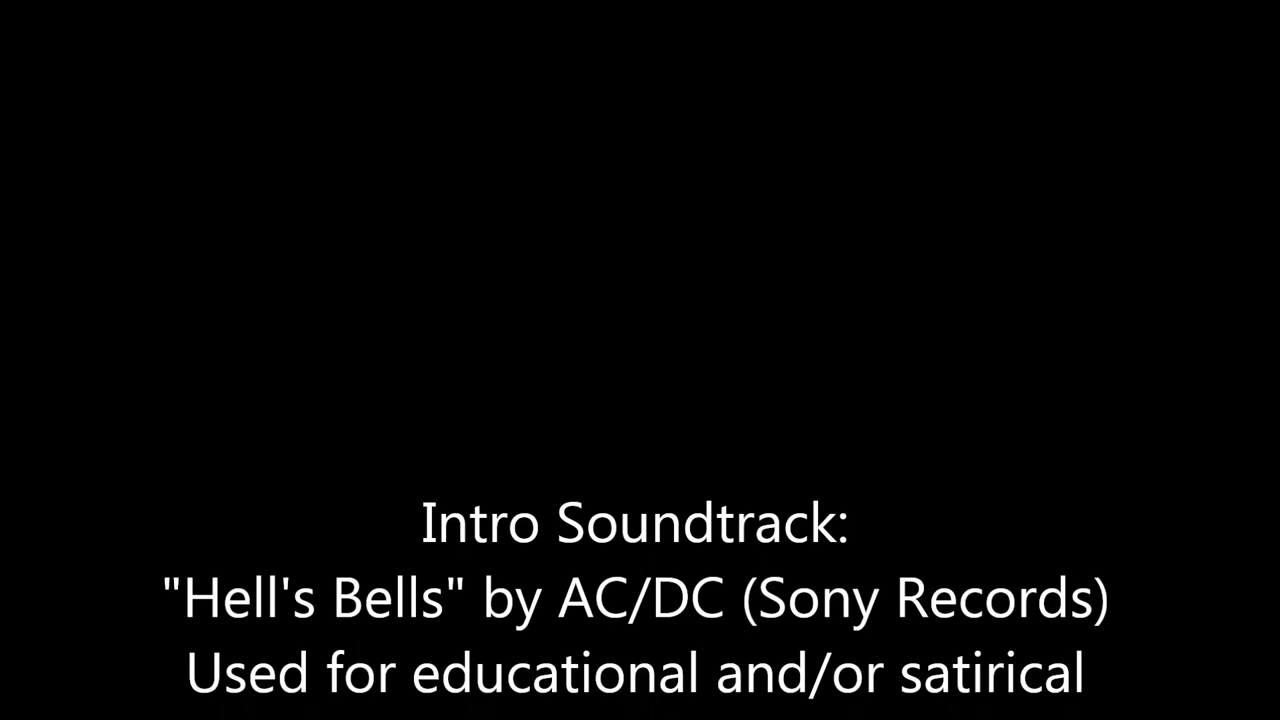 Intro Soundtrack:
"Hell's Bells" by AC/DC (Sony Records)
Used for educational and/or satirical